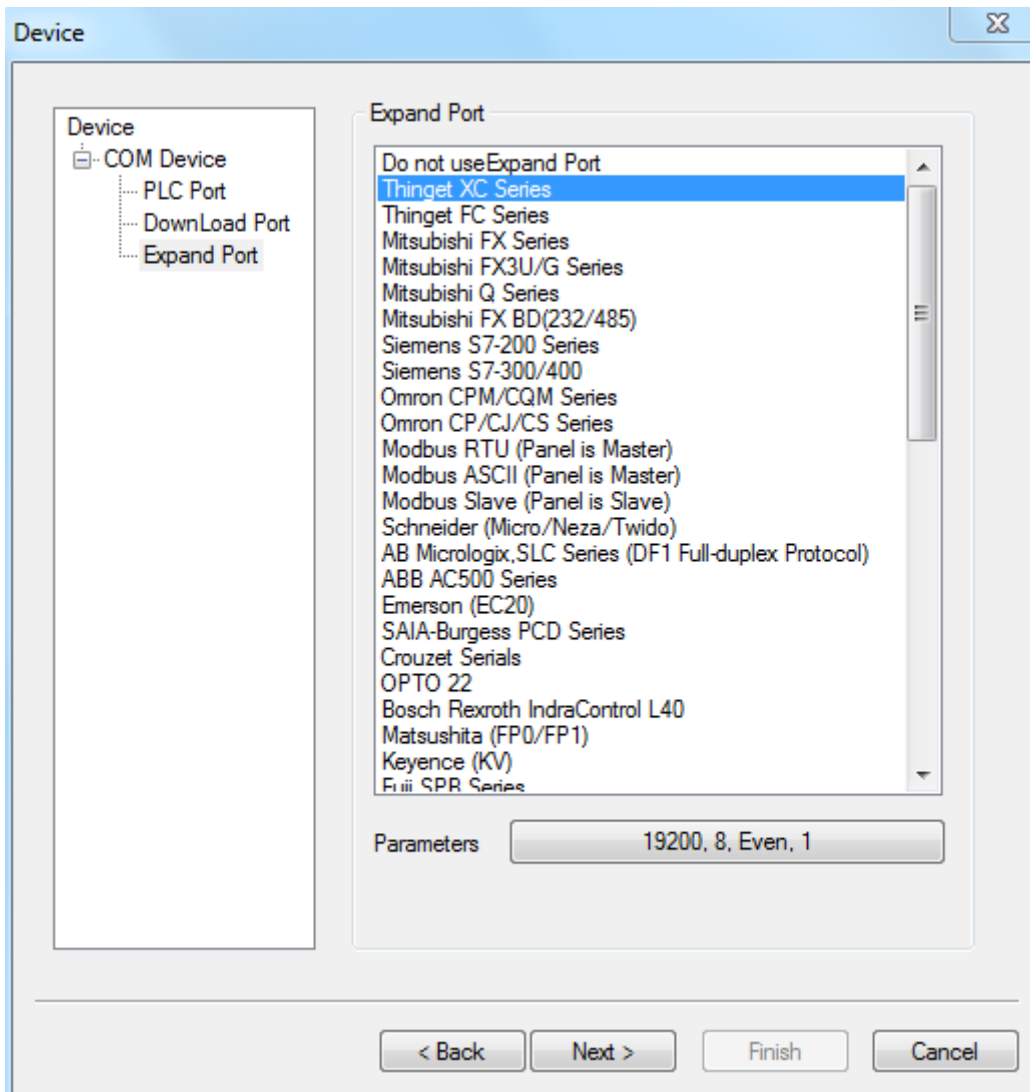 Device
Device
COM Device
PLC Port
DownLoad Port
Expand Port
Expand Port
Do not useExpand Port
Thinget XC Series
Thinget FC Series
Mitsubishi FX Series
Mitsubishi FX3U/G Series
Mitsubishi Q Series
Mitsubishi FX BD(232/485)
Siemens S7-200 Series
Siemens S7-300/400
Omron CPM/CQM Series
Omron CP/CJ/CS Series
Modbus RTU (Panel is Master)
Modbus ASCII (Panel is Master)
Modbus Slave (Panel is Slave)
Schneider (Micro/Neza/Twido)
AB Micrologix,SLC Series (DF1 Full-duplex Protocol)
ABB AC500 Series
Emerson (EC20)
SAIA-Burgess PCD Series
Crouzet Serials
OPTO 22
Bosch Rexroth IndraControl L40
Matsushita (FP0/FP1)
Keyence (KV)
Fuji SPB Series
Parameters 19200, 8, Even, 1
< Back Next > Finish Cancel